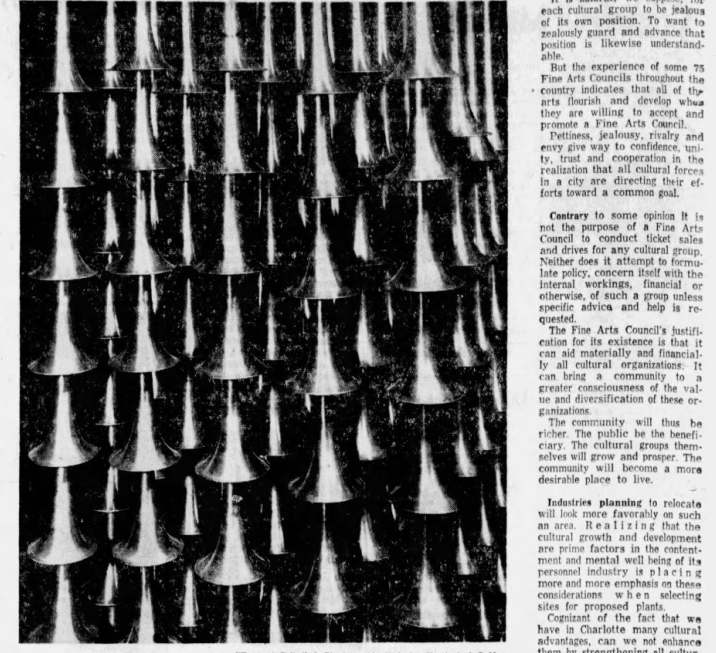 It is natural, we suppose, for
each cultural group to be jealous
of its own position. To want to
zealously guard and advance that
position is likewise understand-
able.
But the experience of some 75
Fine Arts Councils throughout the
country indicates that all of the
arts flourish and develop when
they are willing to accept and
promote a Fine Arts Council.
Pettiness, jealousy, rivalry and
envy give way to confidence, uni-
ty, trust and cooperation in the
realization that all cultural forces
in a city are directing their ef-
forts toward a common goal.
Contrary to some opinion it is
not the purpose of a Fine Arts
Council to conduct ticket sales
and drives for any cultural group.
Neither does it attempt to formu-
late policy, concern itself with the
internal workings, financial or
otherwise, of such a group unless
specific advice and help is re-
quested.
The Fine Arts Council's justifi-
cation for its existence is that it
can aid materially and financial-
ly all cultural organizations. It
can bring a community to a
greater consciousness of the val-
ue and diversification of these or-
ganizations.
The community will thus be
richer. The public be the benefi-
ciary. The cultural groups them-
selves will grow and prosper. The
community will become a more
desirable place to live.
Industries planning to relocate
will look more favorably on such
an area. Realizing that the
cultural growth and development
are prime factors in the content-
ment and mental well being of its
personnel industry is placing
more and more emphasis on these
considerations when selecting
sites for proposed plants.
Cognizant of the fact that we
have in Charlotte many cultural
advantages, can we not enhance
them by strengthening all cultur-